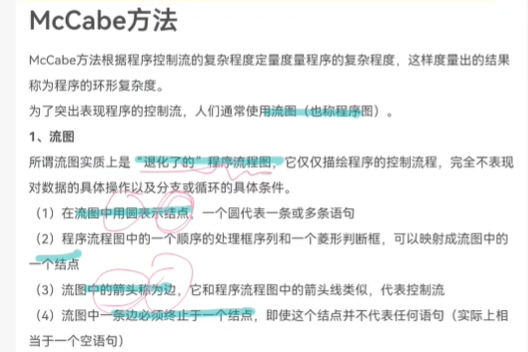 McCabe方法
McCabe方法根据程序控制流的复杂程度定量度量程序的复杂程度，这样度量出的结果
称为程序的环形复杂度。
为了突出表现程序的控制流，人们通常使用流图（也称程序图）。
1、流图
所谓流图实质上是“退化了的”程序流程图，它仅仅描绘程序的控制流程，完全不表现
对数据的具体操作以及分支或循环的具体条件。
（1）在流图中用圆表示结点，一个圆代表一条或多条语句
（2）程序流程图中的一个顺序的处理框序列和一个菱形判断框，可以映射成流图中的
一个结点
（3）流图中的箭头称为边，它和程序流程图中的箭头线类似，代表控制流
（4）流图中一条边必须终止于一个结点，即使这个结点并不代表任何语句（实际上相
当于一个空语句）